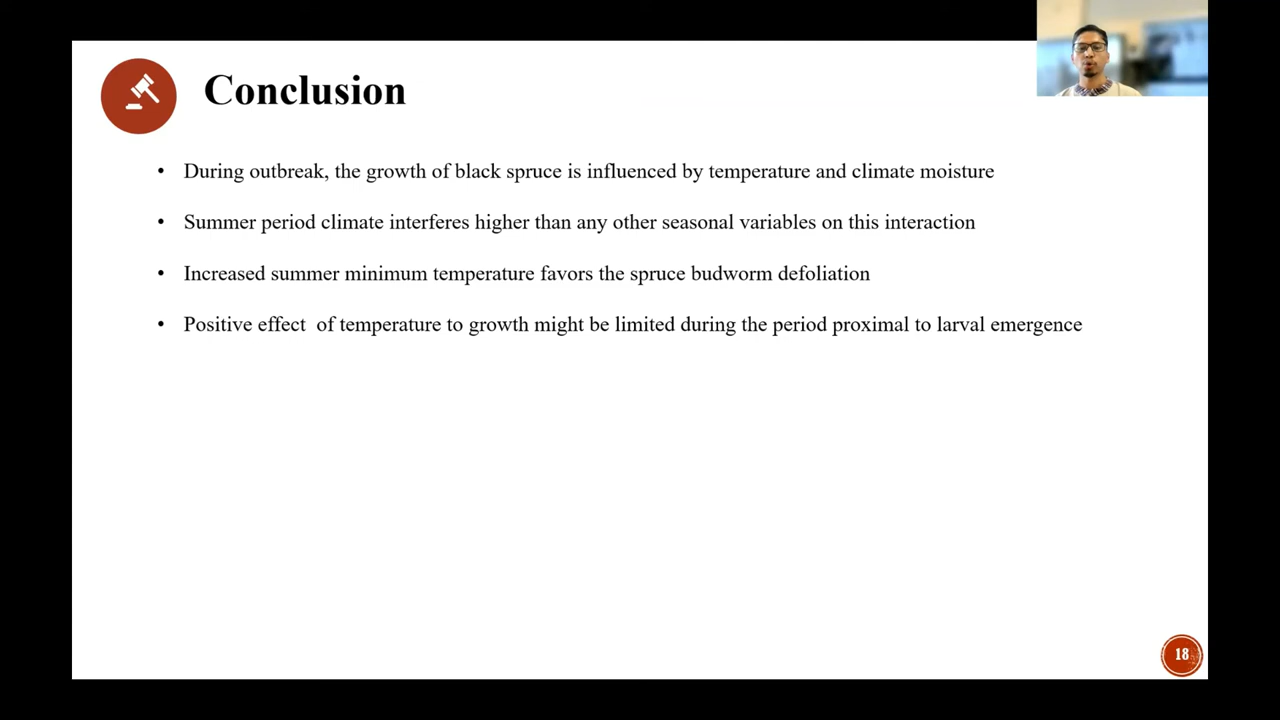 Conclusion
• During outbreak, the growth of black spruce is influenced by temperature and climate moisture
• Summer period climate interferes higher than any other seasonal variables on this interaction
• Increased summer minimum temperature favors the spruce budworm defoliation
• Positive effect  of temperature to growth might be limited during the period proximal to larval emergence
18